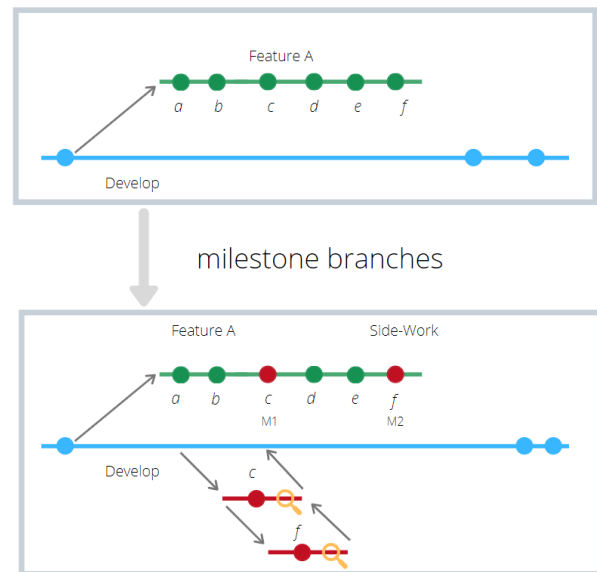 Feature A
a b c d e f
Develop
milestone branches
Feature A Side-Work
a b c d e f
M1 M2
Develop
c
f